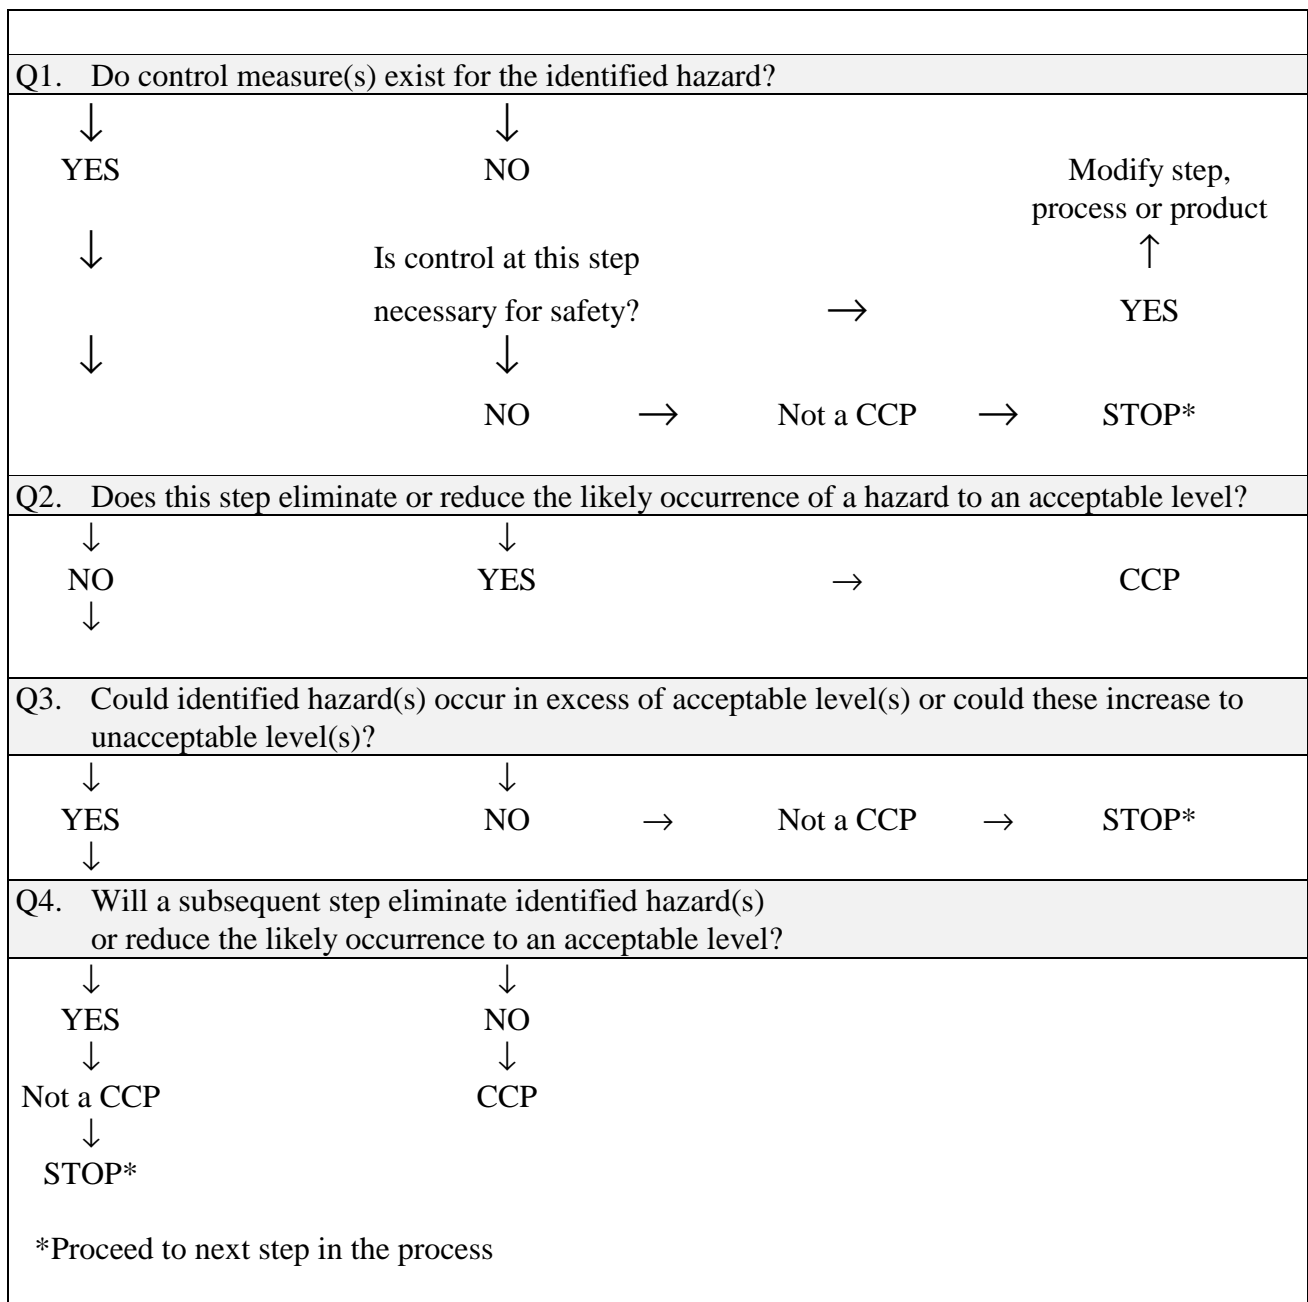 Q1. Do control measure(s) exist for the identified hazard?
↓ ↓
YES NO Modify step,
process or product
↓ Is control at this step ↑
necessary for safety? → YES
↓ ↓
NO → Not a CCP → STOP*
Q2. Does this step eliminate or reduce the likely occurrence of a hazard to an acceptable level?
↓ ↓
NO YES → CCP
↓
Q3. Could identified hazard(s) occur in excess of acceptable level(s) or could these increase to
unacceptable level(s)?
↓ ↓
YES NO → Not a CCP → STOP*
↓
Q4. Will a subsequent step eliminate identified hazard(s)
or reduce the likely occurrence to an acceptable level?
↓ ↓
YES NO
↓ ↓
Not a CCP CCP
↓
STOP*
*Proceed to next step in the process